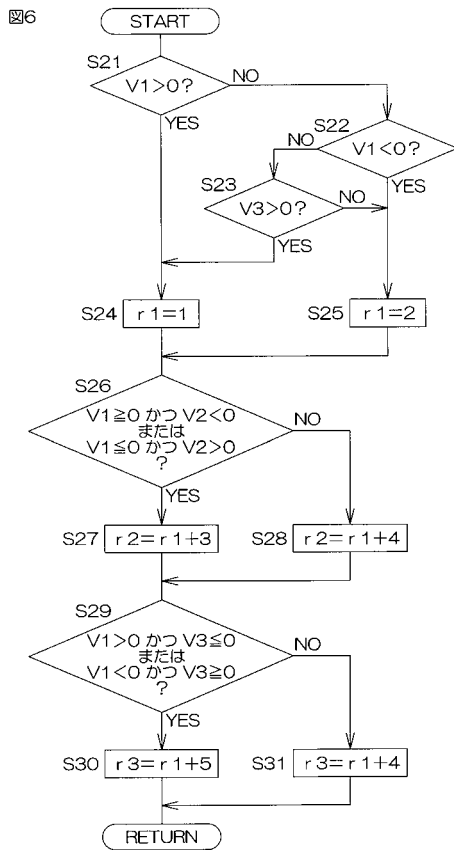 図6
START
S21
V1>0?
NO
YES
S22
V1<0?
NO
YES
S23
V3>0?
NO
YES
S24
r1=1
S25
r1=2
S26
V1≧0 かつ V2<0
または
V1≦0 かつ V2>0
?
NO
YES
S27
r2=r1+3
S28
r2=r1+4
S29
V1>0 かつ V3≦0
または
V1<0 かつ V3≧0
?
NO
YES
S30
r3=r1+5
S31
r3=r1+4
RETURN